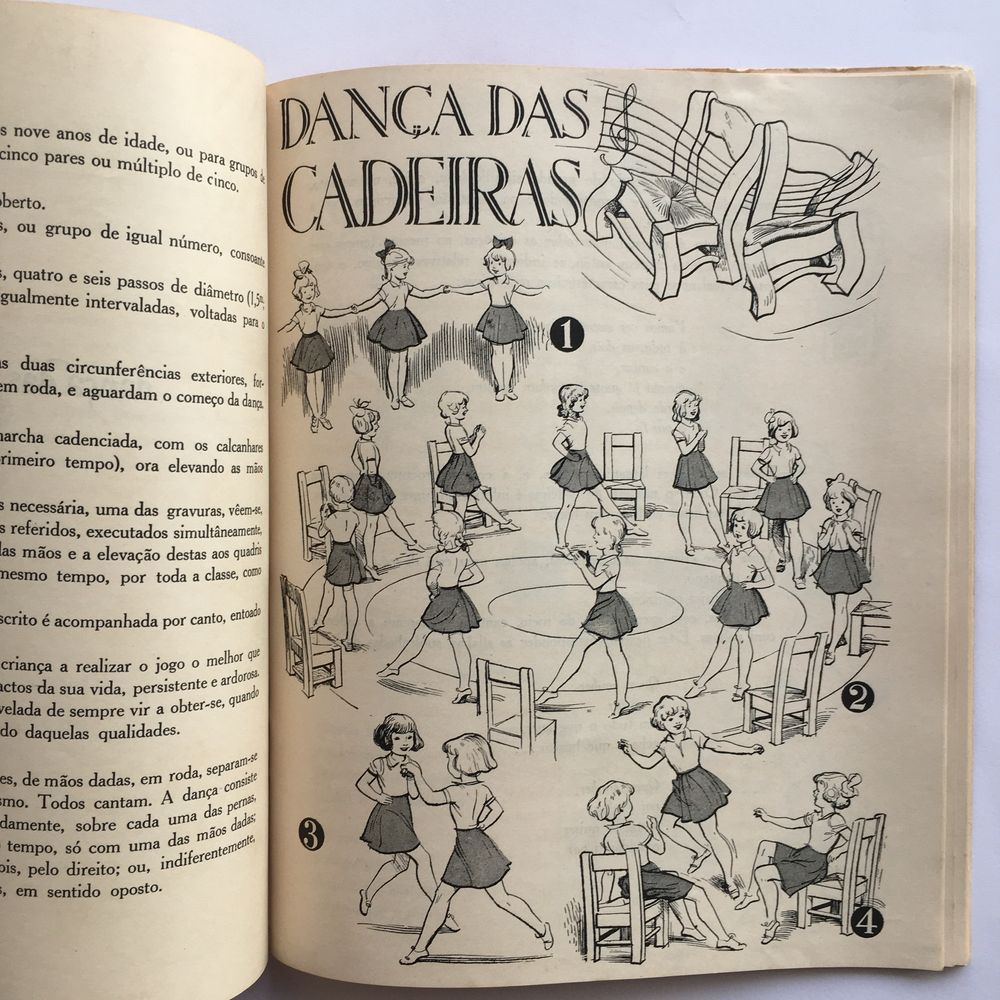 s nove anos de idade, ou para grupos de
cinco pares ou múltiplo de cinco.
oberto.
s, ou grupo de igual número, consoante
s, quatro e seis passos de diâmetro (1,5m,
gualmente intervaladas, voltadas para o
as duas circunferências exteriores, for-
em roda, e aguardam o começo da dança.
narcha cadenciada, com os calcanhares
primeiro tempo), ora elevando as mãos
s necessária, uma das gravuras, vêem-se,
s referidos, executados simultâneamente,
das mãos e a elevação destas aos quadris
mesmo tempo, por toda a classe, como
scrito é acompanhada por canto, entoado
criança a realizar o jogo o melhor que
actos da sua vida, persistente e ardorosa.
velada de sempre vir a obter-se, quando
do daquelas qualidades.
es, de mãos dadas, em roda, separam-se
smo. Todos cantam. A dança consiste
damente, sobre cada uma das pernas,
tempo, só com uma das mãos dadas;
ois, pelo direito; ou, indiferentemente,
s, em sentido oposto.
DANÇA DAS
CADEIRAS
1
2
3
4